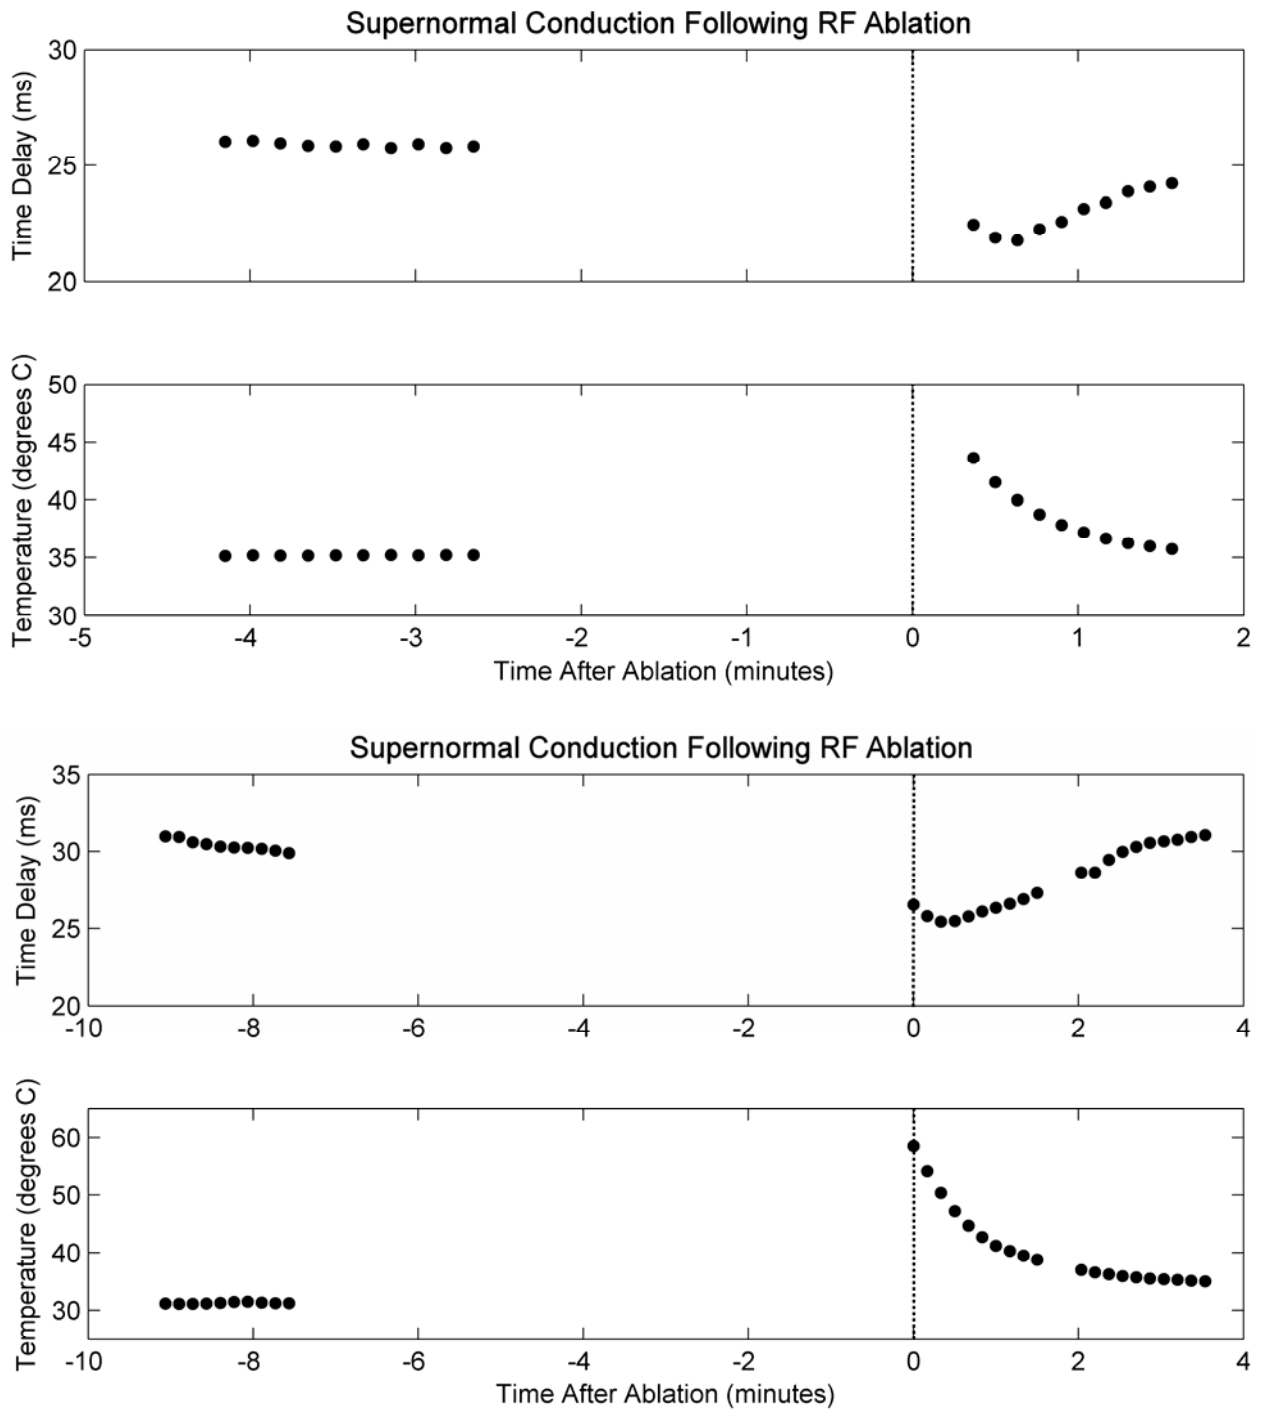 Supernormal Conduction Following RF Ablation
Time Delay (ms)
30
25
20
Temperature (degrees C)
50
45
40
35
30
-5 -4 -3 -2 -1 0 1 2
Time After Ablation (minutes)
Supernormal Conduction Following RF Ablation
Time Delay (ms)
35
30
25
20
-10 -8 -6 -4 -2 0 2 4
Temperature (degrees C)
60
50
40
30
-10 -8 -6 -4 -2 0 2 4
Time After Ablation (minutes)